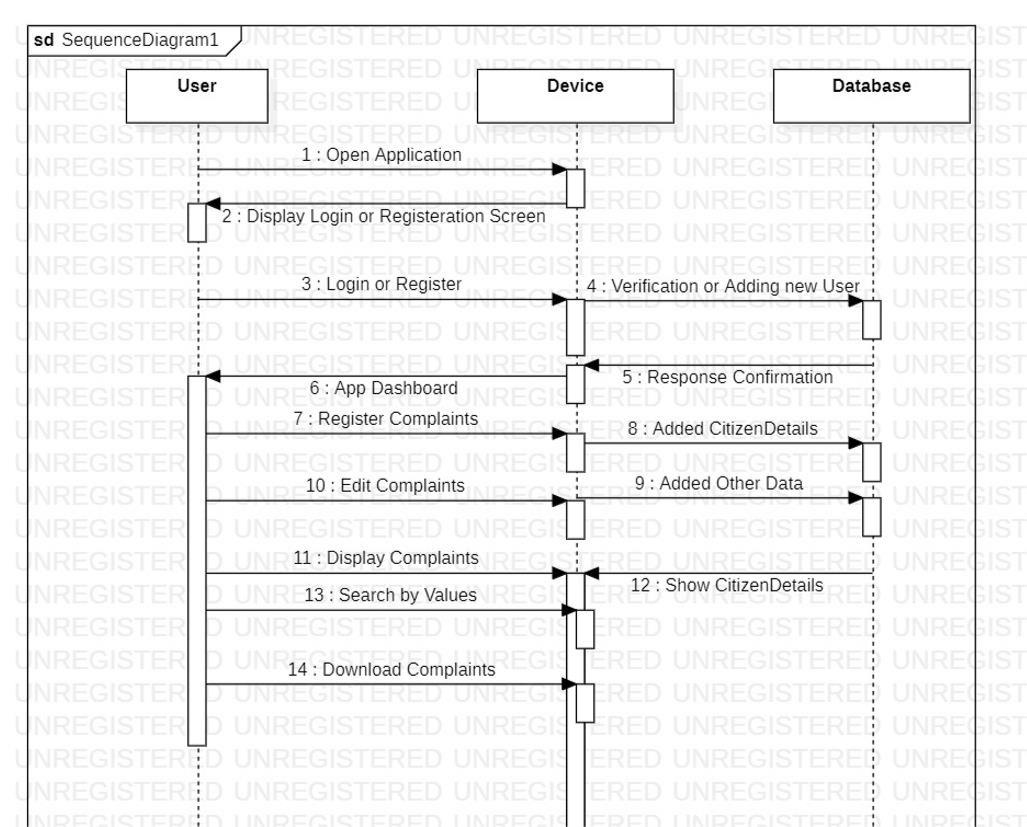 sd SequenceDiagram1
User
Device
Database
1 : Open Application
2 : Display Login or Registeration Screen
3 : Login or Register
4 : Verification or Adding new User
5 : Response Confirmation
6 : App Dashboard
7 : Register Complaints
8 : Added CitizenDetails
10 : Edit Complaints
9 : Added Other Data
11 : Display Complaints
12 : Show CitizenDetails
13 : Search by Values
14 : Download Complaints
UNREGISTERED